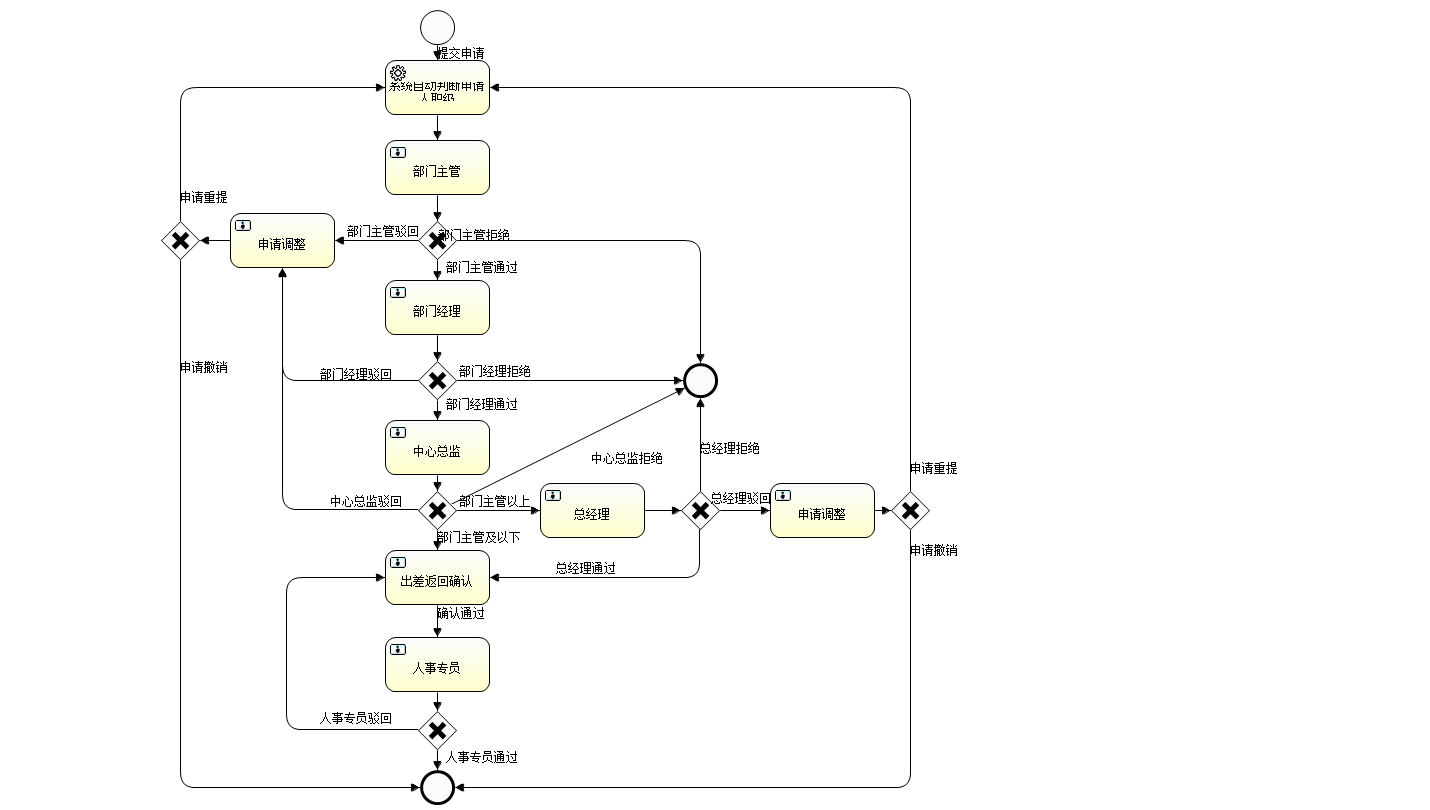 提交申请
系统自动判断申请
人职级
部门主管
申请重提
申请调整
部门主管驳回
部门主管拒绝
部门主管通过
部门经理
申请撤销
部门经理驳回
部门经理拒绝
部门经理通过
中心总监
中心总监拒绝
总经理拒绝
申请重提
中心总监驳回
部门主管以上
总经理
总经理驳回
申请调整
部门主管及以下
申请撤销
总经理通过
出差返回确认
确认通过
人事专员
人事专员驳回
人事专员通过